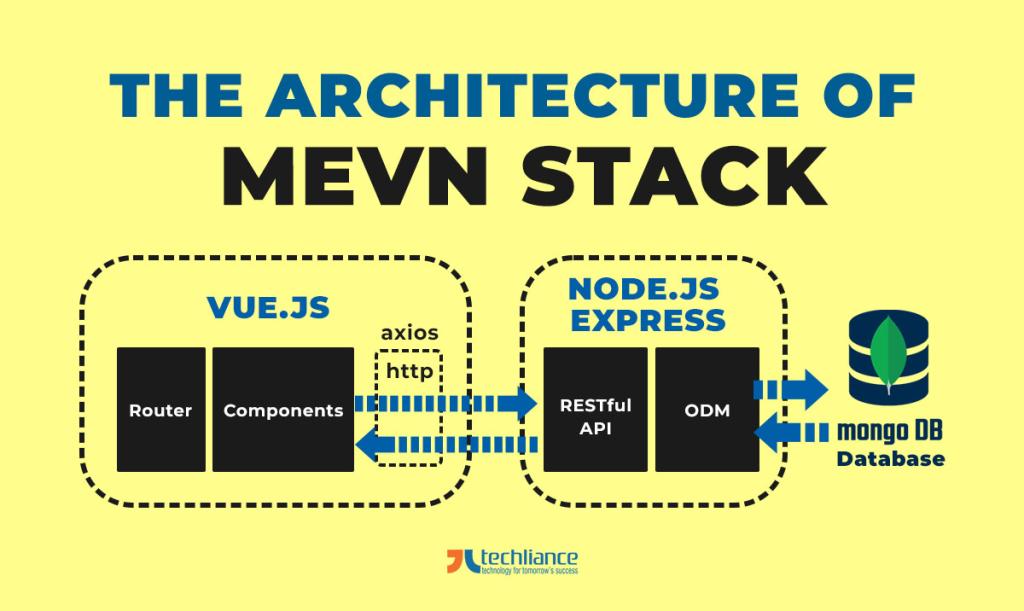 THE ARCHITECTURE OF
MEVN STACK
VUE.JS
axios
http
Router
Components
NODE.JS
EXPRESS
RESTful
API
ODM
mongo DB
Database
techliance
technology for tomorrow's success